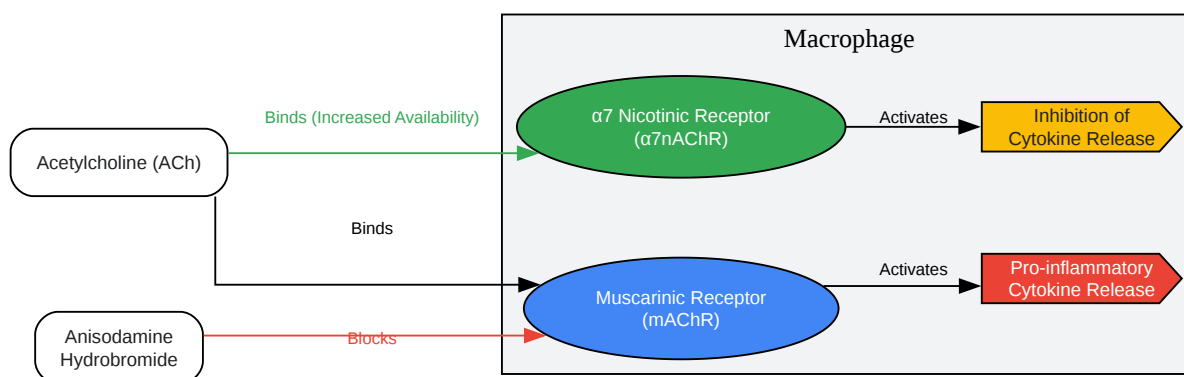 Macrophage
Binds (Increased Availability)
α7 Nicotinic Receptor
(α7nAChR)
Activates
Inhibition of
Cytokine Release
Acetylcholine (ACh)
Binds
Activates
Pro-inflammatory
Cytokine Release
Muscarinic Receptor
(mAChR)
Anisodamine
Hydrobromide
Blocks